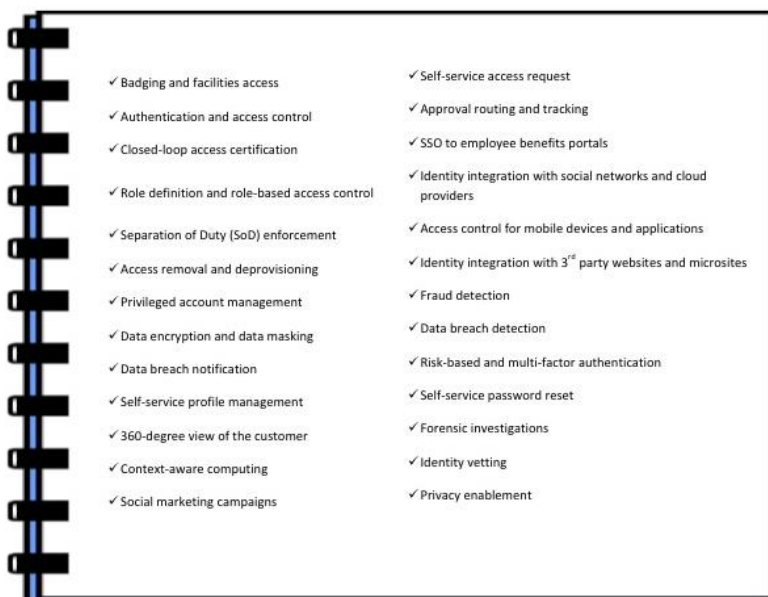 ✓ Badging and facilities access
✓ Authentication and access control
✓ Closed-loop access certification
✓ Role definition and role-based access control
✓ Separation of Duty (SoD) enforcement
✓ Access removal and deprovisioning
✓ Privileged account management
✓ Data encryption and data masking
✓ Data breach notification
✓ Self-service profile management
✓ 360-degree view of the customer
✓ Context-aware computing
✓ Social marketing campaigns
✓ Self-service access request
✓ Approval routing and tracking
✓ SSO to employee benefits portals
✓ Identity integration with social networks and cloud
providers
✓ Access control for mobile devices and applications
✓ Identity integration with 3rd party websites and microsites
✓ Fraud detection
✓ Data breach detection
✓ Risk-based and multi-factor authentication
✓ Self-service password reset
✓ Forensic investigations
✓ Identity vetting
✓ Privacy enablement